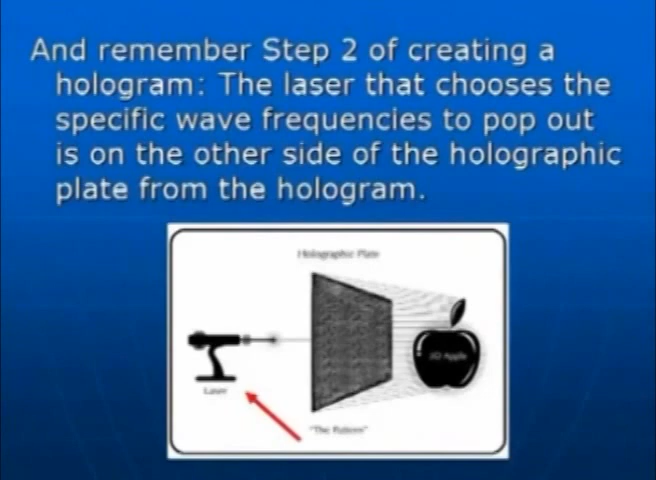 And remember Step 2 of creating a
hologram: The laser that chooses the
specific wave frequencies to pop out
is on the other side of the holographic
plate from the hologram.
Holographic Plate
3D Apple
Laser
"The Pattern"